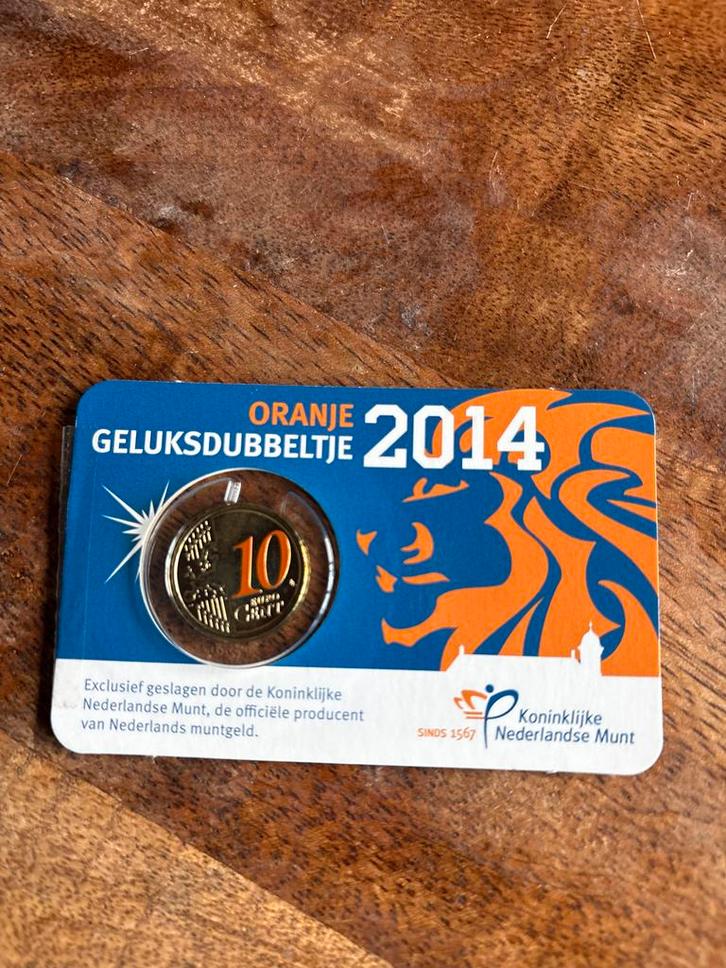 ORANJE
GELUKSDUBBELTJE 2014
10
EURO
CENT
Exclusief geslagen door de Koninklijke
Nederlandse Munt, de officiële producent
van Nederlands muntgeld.
SINDS 1567
Koninklijke
Nederlandse Munt